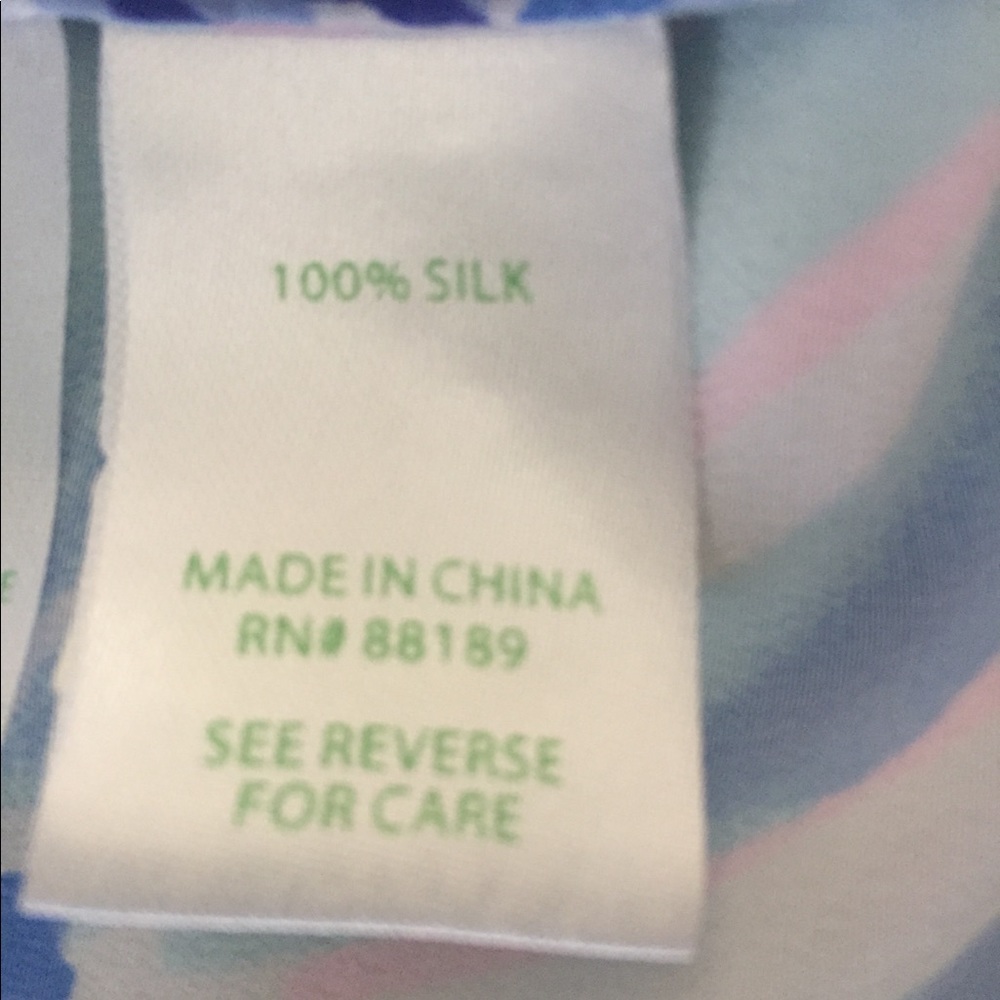 100% SILK
MADE IN CHINA
RN# 88189
SEE REVERSE
FOR CARE